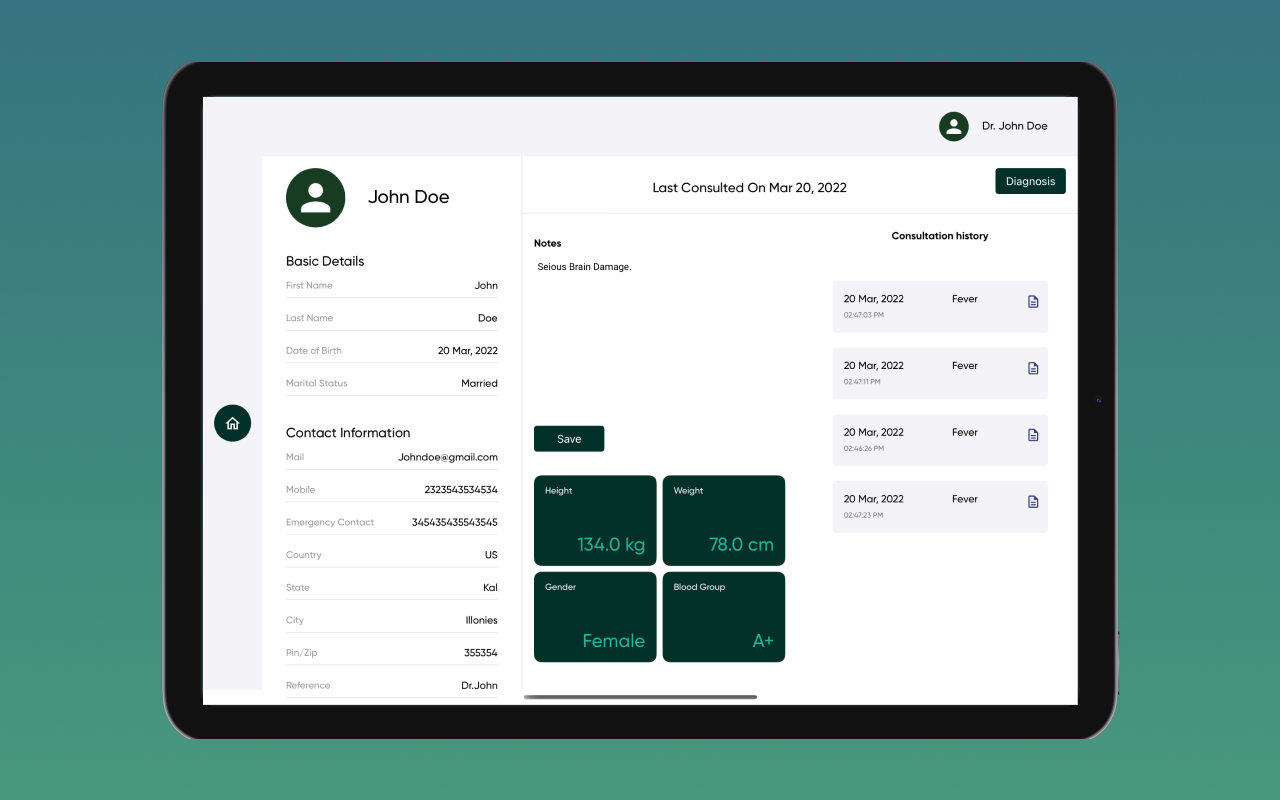 Dr. John Doe
John Doe
Basic Details
First Name John
Last Name Doe
Date of Birth 20 Mar, 2022
Marital Status Married
Contact Information
Mail Johndoe@gmail.com
Mobile 2323543534534
Emergency Contact 345435435543545
Country US
State Kal
City Illonies
Pin/Zip 355354
Reference Dr.John
Last Consulted On Mar 20, 2022
Diagnosis
Notes
Seious Brain Damage.
Save
Height
134.0 kg
Weight
78.0 cm
Gender
Female
Blood Group
A+
Consultation history
20 Mar, 2022 Fever
02:47:03 PM
20 Mar, 2022 Fever
02:47:11 PM
20 Mar, 2022 Fever
02:46:26 PM
20 Mar, 2022 Fever
02:47:23 PM